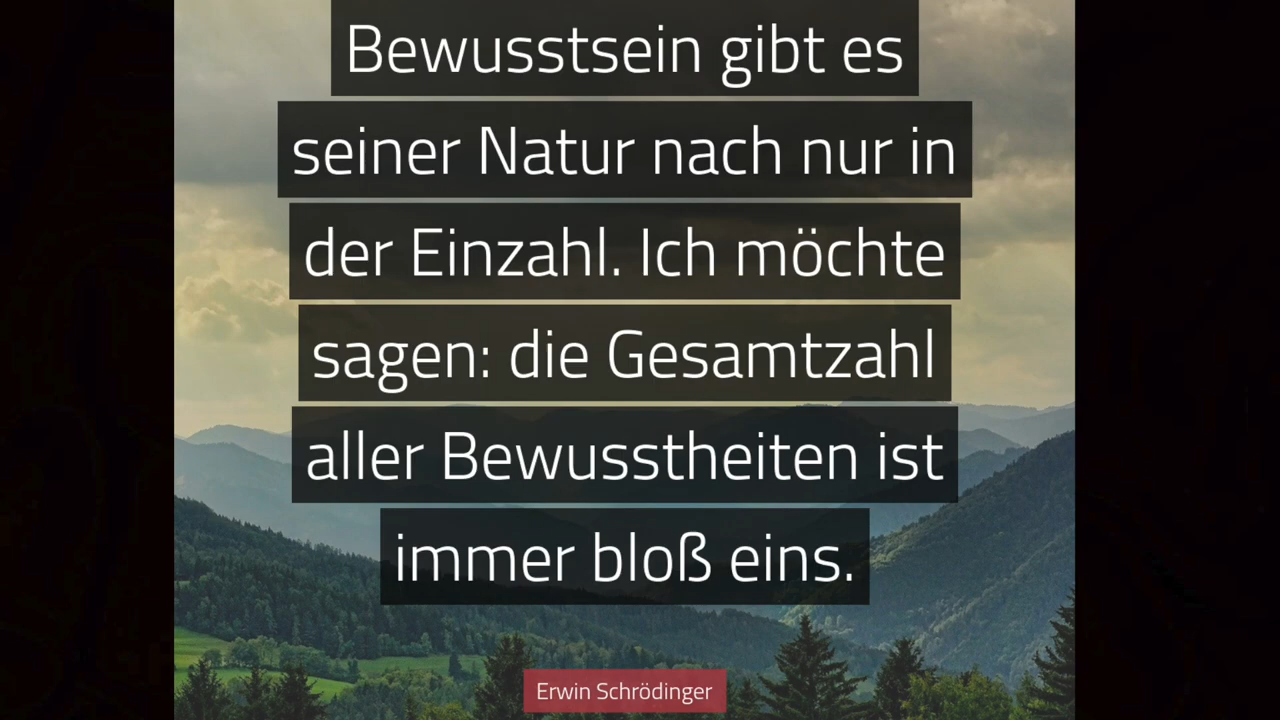 Bewusstsein gibt es
seiner Natur nach nur in
der Einzahl. Ich möchte
sagen: die Gesamtzahl
aller Bewusstheiten ist
immer bloß eins.
Erwin Schrödinger